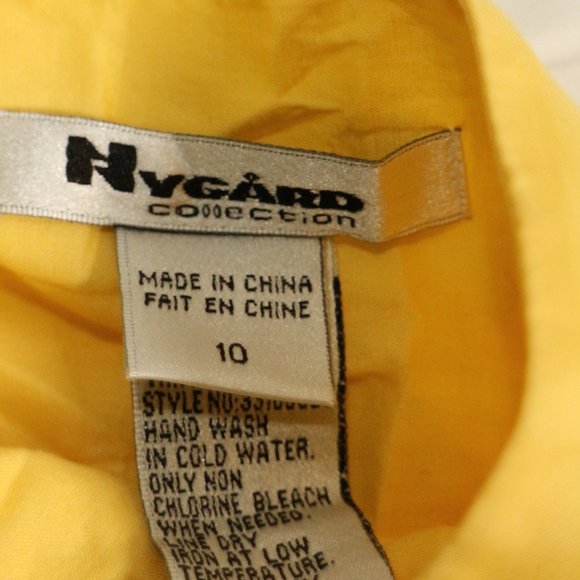 NYGÅRD
collection
MADE IN CHINA
FAIT EN CHINE
10
STYLE NO:
HAND WASH
IN COLD WATER.
ONLY NON
CHLORINE BLEACH
WHEN NEEDED.
LINE DRY
IRON AT LOW
TEMPERATURE.